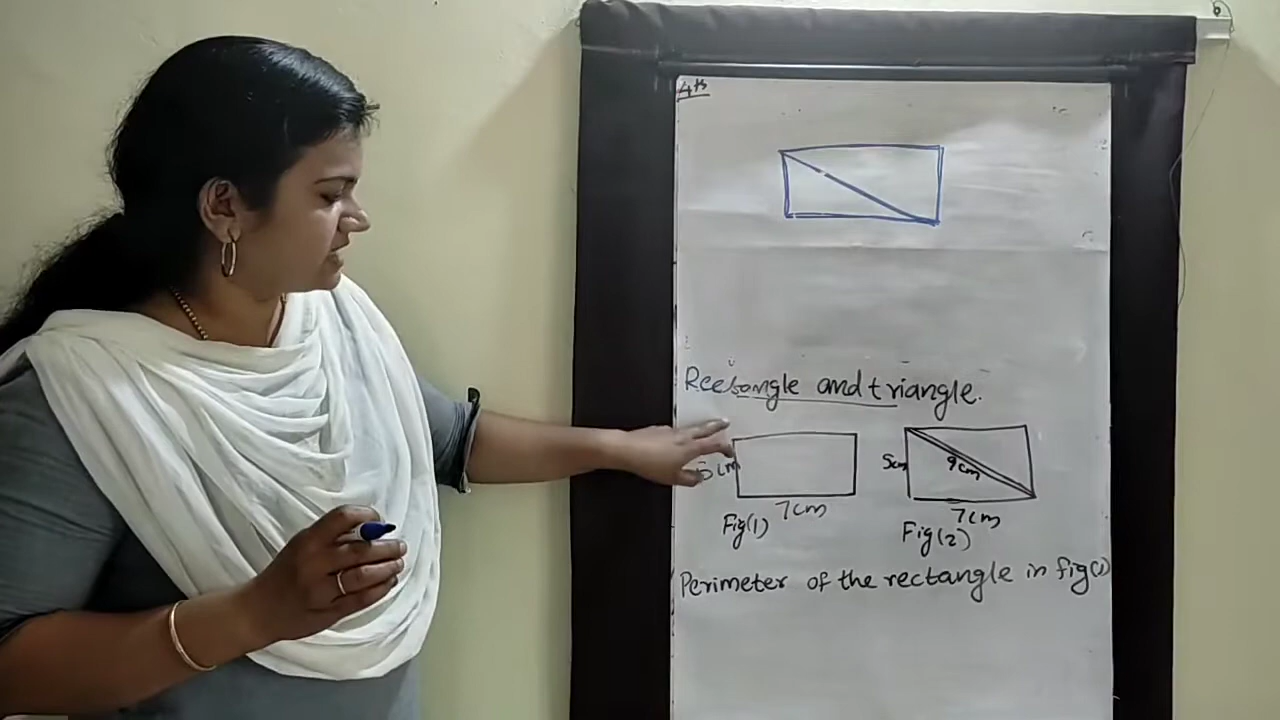 4th
Rectangle and triangle.
5cm
7cm
Fig(1)
5cm
9cm
7cm
Fig(2)
Perimeter of the rectangle in fig(1)